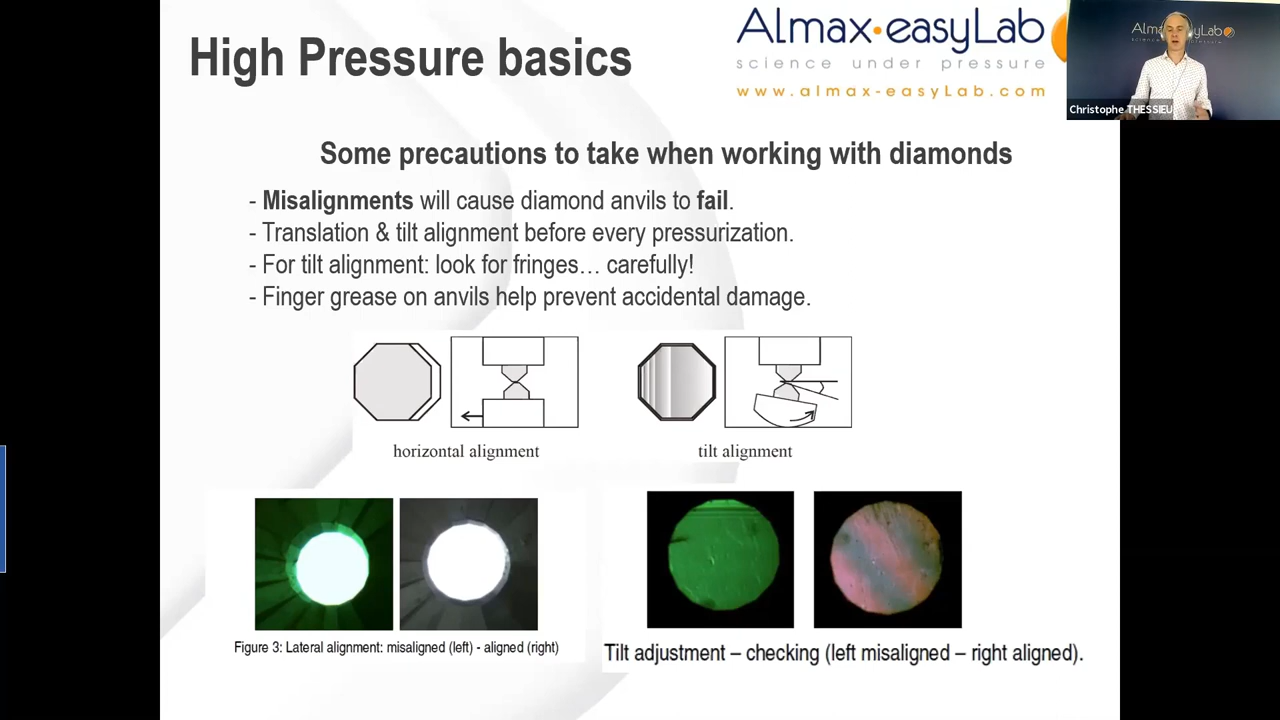 High Pressure basics
Almax•easyLab
science under pressure
www.almax-easyLab.com
Almax easyLab
Christophe THESSIEU
Some precautions to take when working with diamonds
- Misalignments will cause diamond anvils to fail.
- Translation & tilt alignment before every pressurization.
- For tilt alignment: look for fringes… carefully!
- Finger grease on anvils help prevent accidental damage.
horizontal alignment
tilt alignment
Figure 3: Lateral alignment: misaligned (left) - aligned (right)
Tilt adjustment – checking (left misaligned – right aligned).